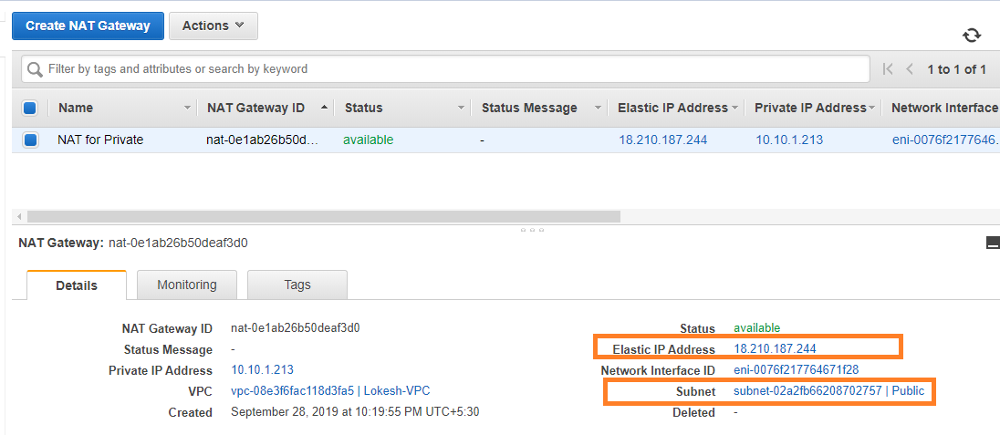 Create NAT Gateway Actions
Filter by tags and attributes or search by keyword 1 to 1 of 1
Name NAT Gateway ID Status Status Message Elastic IP Address Private IP Address Network Interface
NAT for Private nat-0e1ab26b50d... available - 18.210.187.244 10.10.1.213 eni-0076f2177646...
NAT Gateway: nat-0e1ab26b50deaf3d0
Details Monitoring Tags
NAT Gateway ID nat-0e1ab26b50deaf3d0 Status available
Status Message - Elastic IP Address 18.210.187.244
Private IP Address 10.10.1.213 Network Interface ID eni-0076f217764671f28
VPC vpc-08e3f6fac118d3fa5 | Lokesh-VPC Subnet subnet-02a2fb66208702757 | Public
Created September 28, 2019 at 10:19:55 PM UTC+5:30 Deleted -